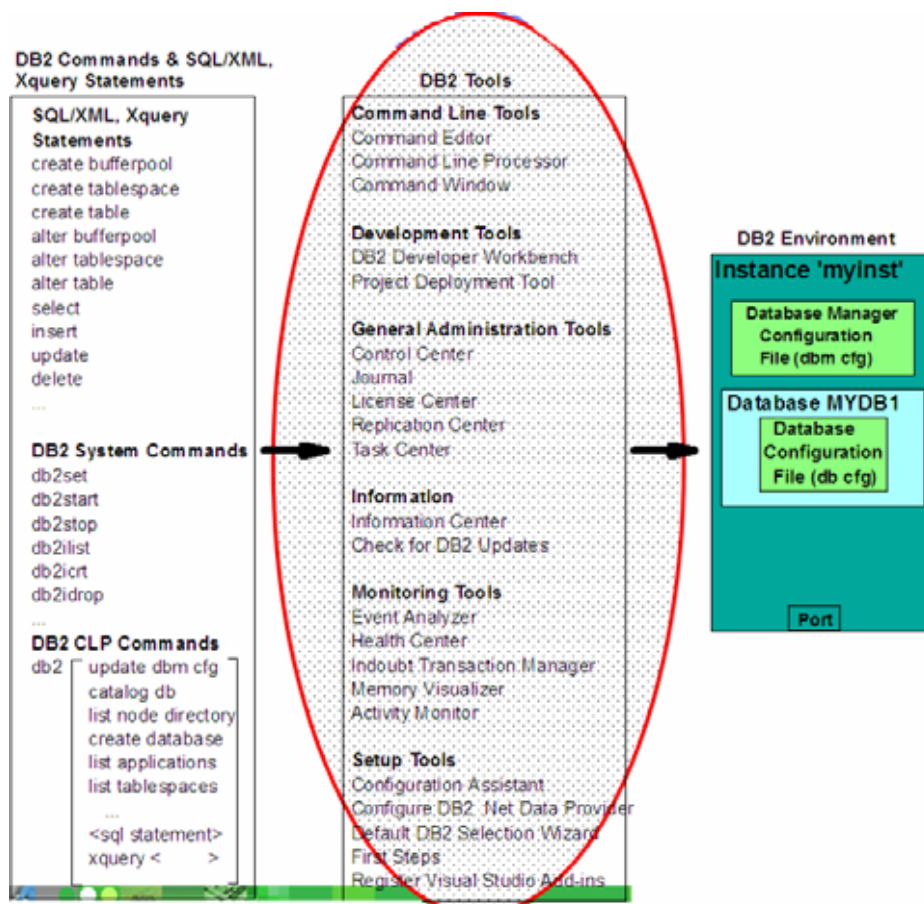 DB2 Commands & SQL/XML,
Xquery Statements
SQL/XML, Xquery
Statements
create bufferpool
create tablespace
create table
alter bufferpool
alter tablespace
alter table
select
insert
update
delete
...
DB2 System Commands
db2set
db2start
db2stop
db2ilist
db2icrt
db2idrop
...
DB2 CLP Commands
db2
update dbm cfg
catalog db
list node directory
create database
list applications
list tablespaces
...
<sql statement>
xquery < >
DB2 Tools
Command Line Tools
Command Editor
Command Line Processor
Command Window
Development Tools
DB2 Developer Workbench
Project Deployment Tool
General Administration Tools
Control Center
Journal
License Center
Replication Center
Task Center
Information
Information Center
Check for DB2 Updates
Monitoring Tools
Event Analyzer
Health Center
Indoubt Transaction Manager
Memory Visualizer
Activity Monitor
Setup Tools
Configuration Assistant
Configure DB2 .Net Data Provider
Default DB2 Selection Wizard
First Steps
Register Visual Studio Add-ins
DB2 Environment
Instance 'myinst'
Database Manager
Configuration
File (dbm cfg)
Database MYDB1
Database
Configuration
File (db cfg)
Port